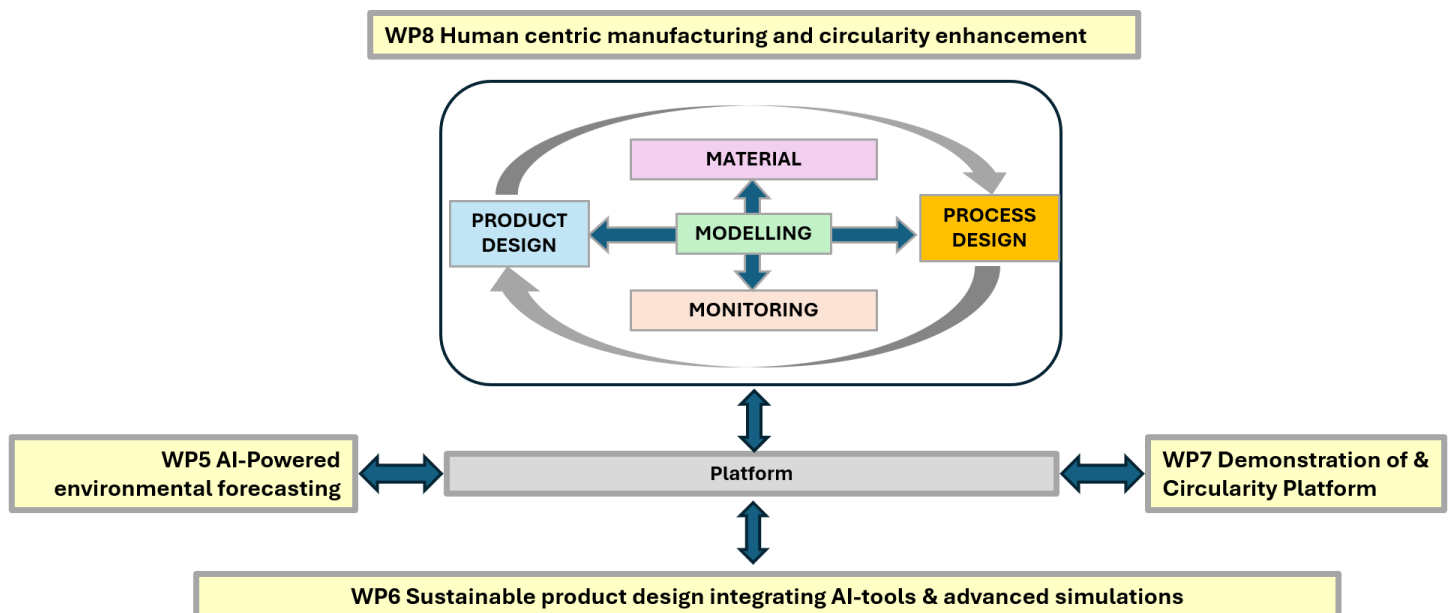 WP8 Human centric manufacturing and circularity enhancement
MATERIAL
PRODUCT
DESIGN
MODELLING
PROCESS
DESIGN
MONITORING
WP5 AI-Powered
environmental forecasting
Platform
WP7 Demonstration of &
Circularity Platform
WP6 Sustainable product design integrating AI-tools & advanced simulations